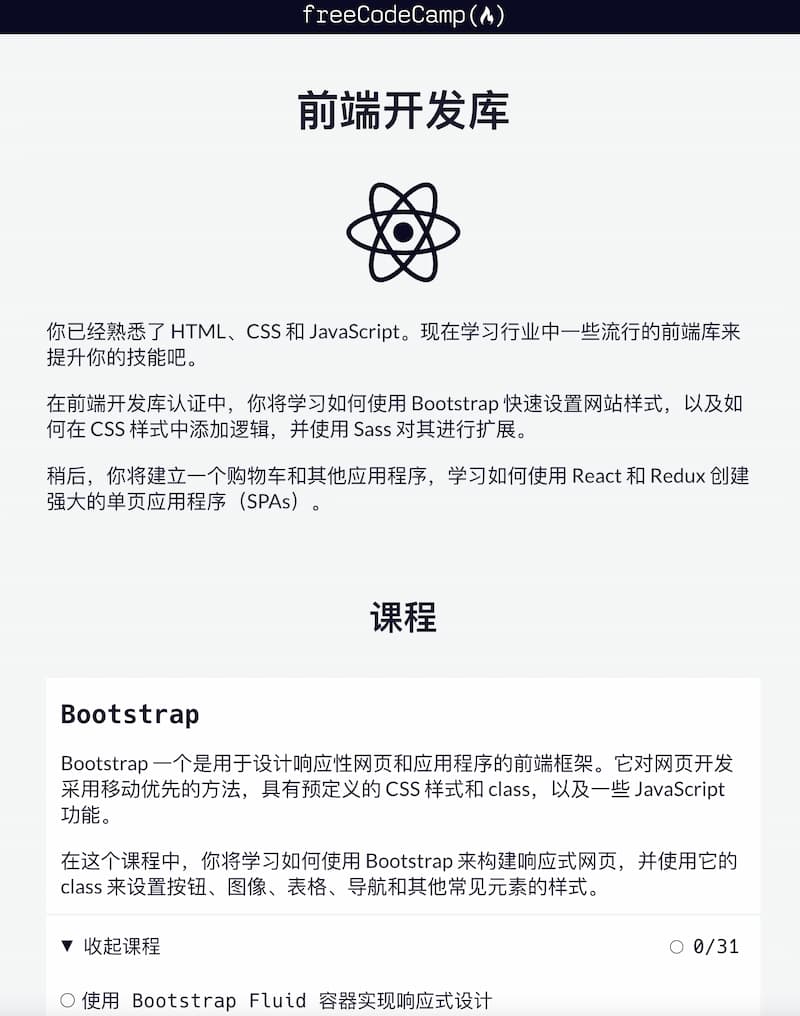 freeCodeCamp(🔥)
前端开发库
你已经熟悉了 HTML、CSS 和 JavaScript。现在学习行业中一些流行的前端库来
提升你的技能吧。
在前端开发库认证中，你将学习如何使用 Bootstrap 快速设置网站样式，以及如
何在 CSS 样式中添加逻辑，并使用 Sass 对其进行扩展。
稍后，你将建立一个购物车和其他应用程序，学习如何使用 React 和 Redux 创建
强大的单页应用程序（SPAs）。
课程
Bootstrap
Bootstrap 一个是用于设计响应性网页和应用程序的前端框架。它对网页开发
采用移动优先的方法，具有预定义的 CSS 样式和 class，以及一些 JavaScript
功能。
在这个课程中，你将学习如何使用 Bootstrap 来构建响应式网页，并使用它的
class 来设置按钮、图像、表格、导航和其他常见元素的样式。
▼ 收起课程 ○ 0/31
○ 使用 Bootstrap Fluid 容器实现响应式设计